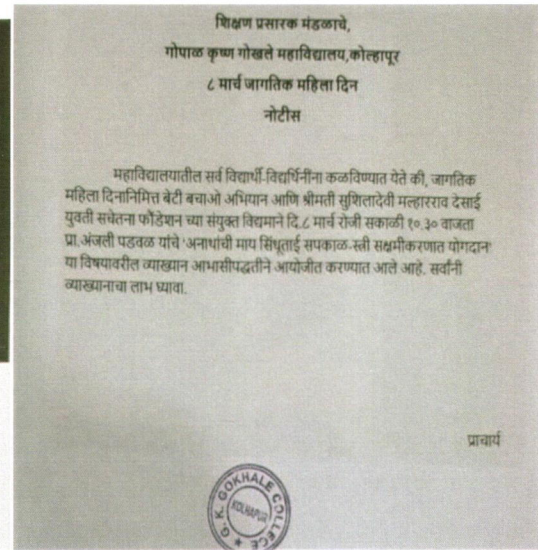 शिक्षण प्रसारक मंडळाचे,
गोपाळ कृष्ण गोखले महाविद्यालय,कोल्हापूर
८ मार्च जागतिक महिला दिन
नोटीस
महाविद्यालयातील सर्व विद्यार्थी-विद्यर्थिनींना कळविण्यात येते की, जागतिक
महिला दिनानिमित्त बेटी बचाओ अभियान आणि श्रीमती सुशिलादेवी मल्हारराव देसाई
युवती सचेतना फौंडेशन च्या संयुक्त विद्यमाने दि.८ मार्च रोजी सकाळी १०.३० वाजता
प्रा.अंजली पडवळ यांचे 'अनाथांची माय सिंधूताई सपकाळ-स्त्री सक्षमीकरणात योगदान'
या विषयावरील व्याख्यान आभासीपद्धतीने आयोजीत करण्यात आले आहे. सर्वांनी
व्याख्यानाचा लाभ घ्यावा.
प्राचार्य
G. K. GOKHALE COLLEGE
KOLHAPUR